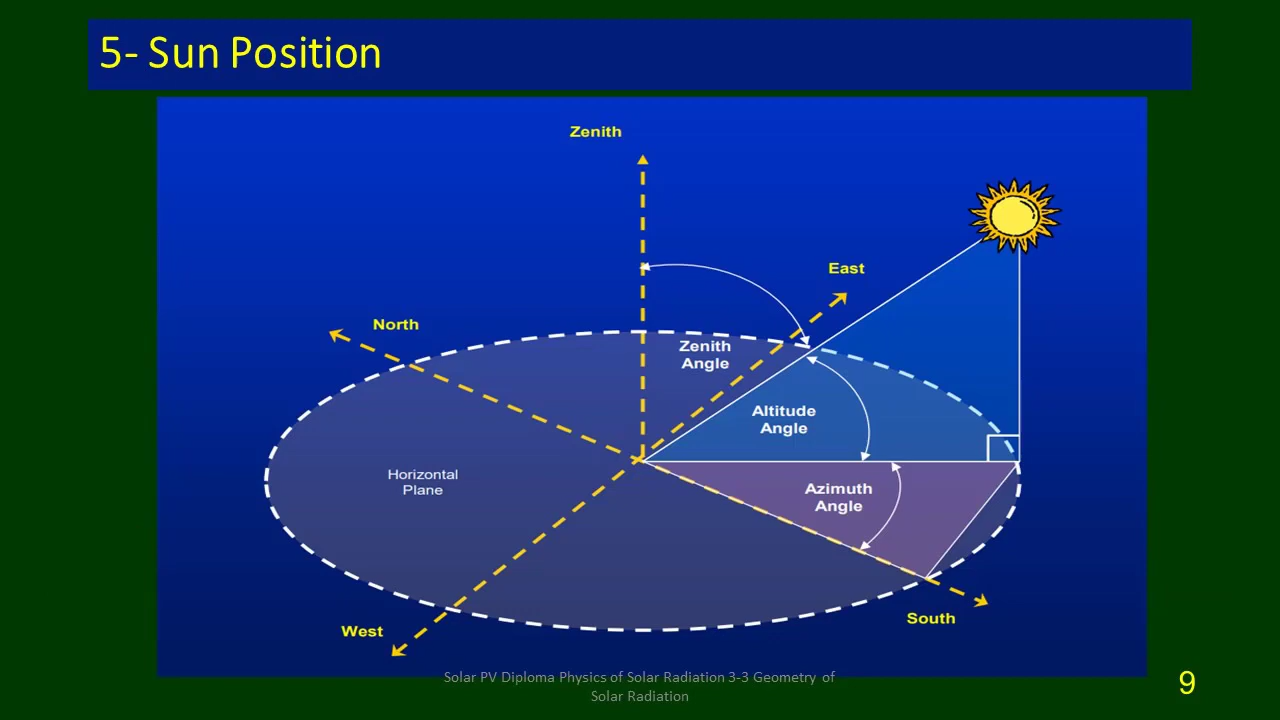 5- Sun Position
Zenith
East
North
Zenith
Angle
Altitude
Angle
Horizontal
Plane
Azimuth
Angle
South
West
Solar PV Diploma Physics of Solar Radiation 3-3 Geometry of
Solar Radiation
9